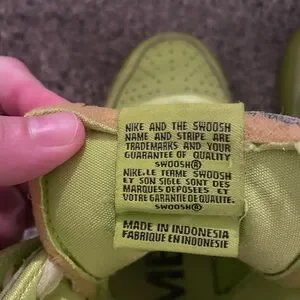 NIKE AND THE SWOOSH
NAME AND STRIPE ARE
TRADEMARKS AND YOUR
GUARANTEE OF QUALITY
SWOOSH®
NIKE.LE TERME SWOOSH
ET SON SIGLE SONT DES
MARQUES DEPOSEES ET
VOTRE GARANTIE DE QUALITE.
SWOOSH®
MADE IN INDONESIA
FABRIQUE EN INDONESIE